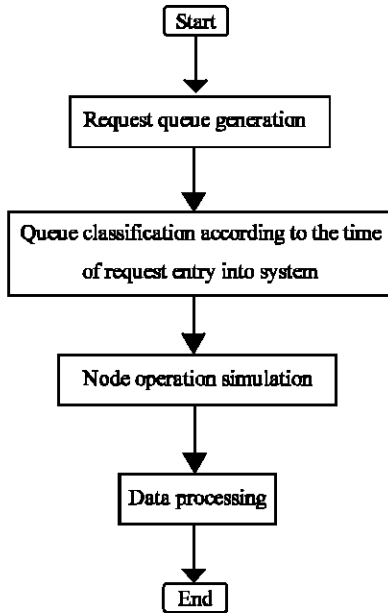 Start
Request queue generation
Queue classification according to the time
of request entry into system
Node operation simulation
Data processing
End